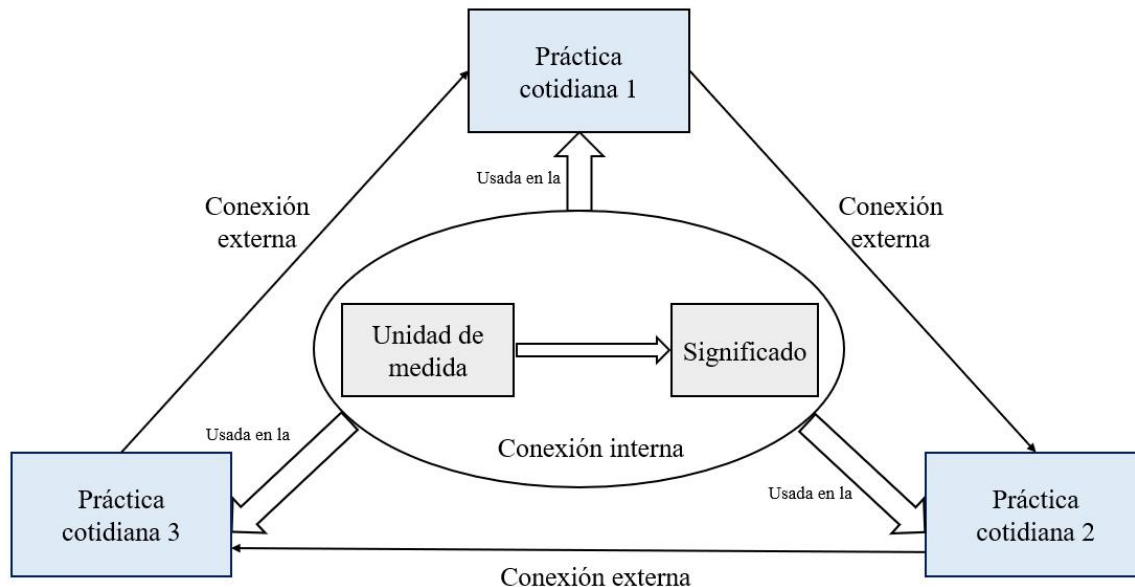 Práctica
cotidiana 1
Usada en la
Conexión
externa
Conexión
externa
Unidad de
medida
Significado
Usada en la
Conexión interna
Usada en la
Práctica
cotidiana 3
Práctica
cotidiana 2
Conexión externa